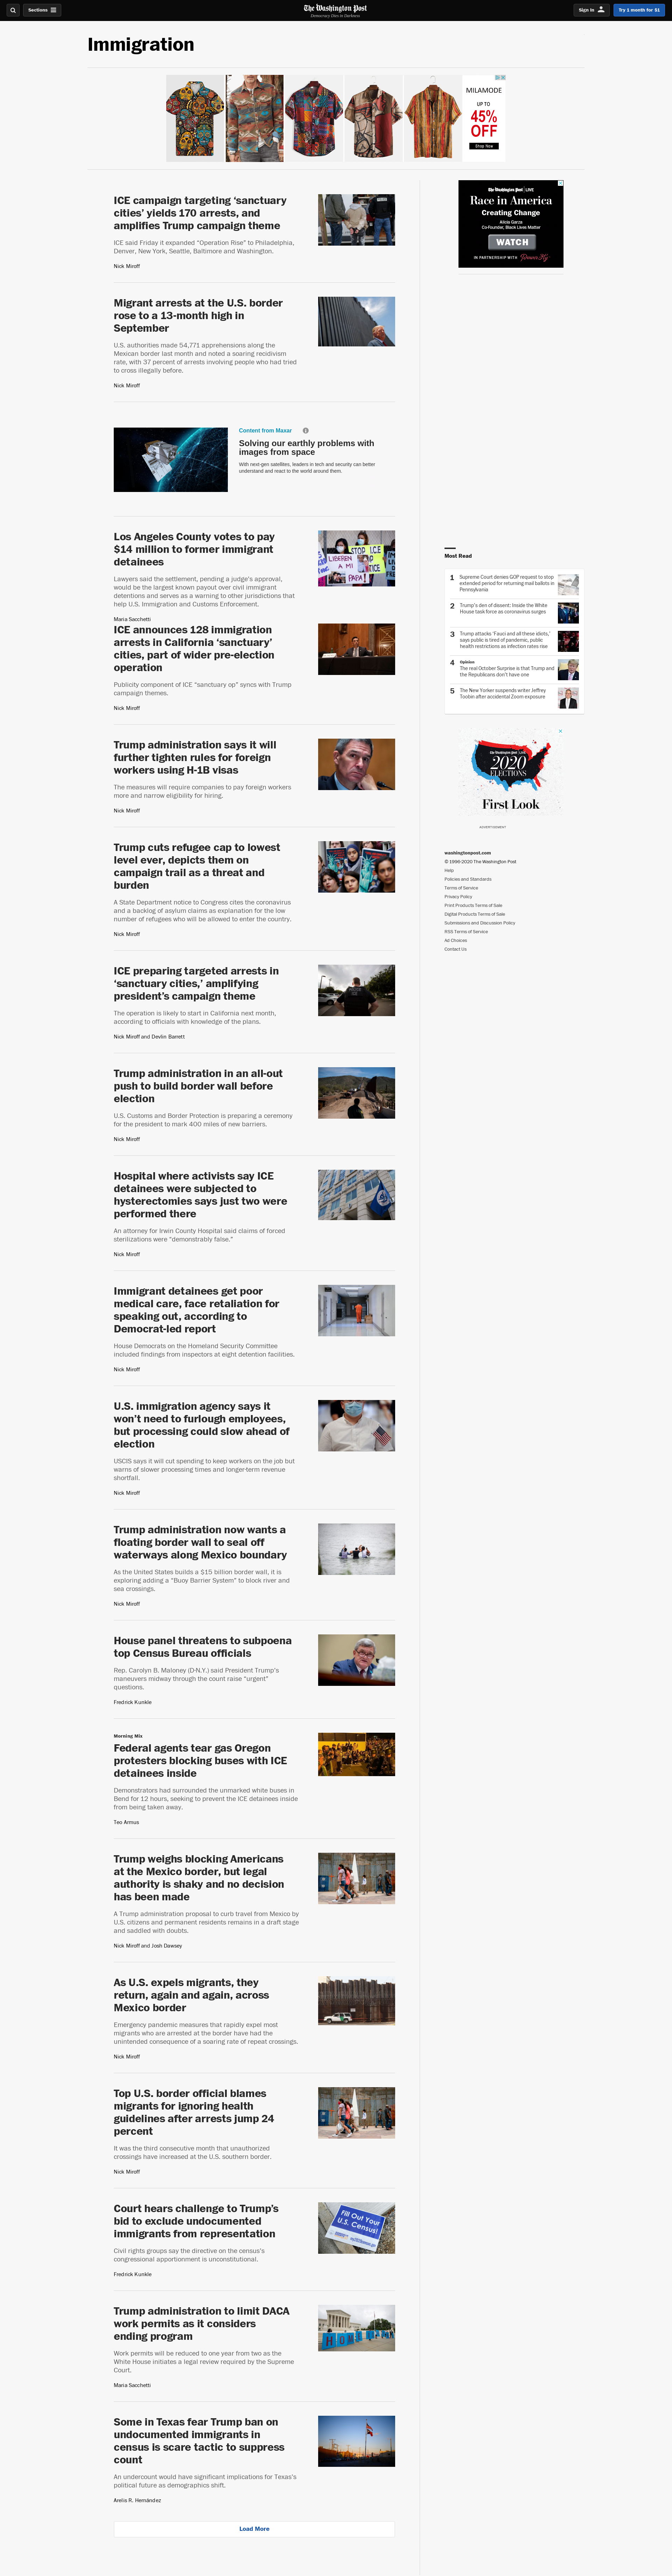 Sections
The Washington Post
Democracy Dies in Darkness
Sign In
Try 1 month for $1
Immigration
MILAMODE
UP TO
45%
OFF
Shop Now
ICE campaign targeting ‘sanctuary
cities’ yields 170 arrests, and
amplifies Trump campaign theme
ICE said Friday it expanded “Operation Rise” to Philadelphia,
Denver, New York, Seattle, Baltimore and Washington.
Nick Miroff
Migrant arrests at the U.S. border
rose to a 13-month high in
September
U.S. authorities made 54,771 apprehensions along the
Mexican border last month and noted a soaring recidivism
rate, with 37 percent of arrests involving people who had tried
to cross illegally before.
Nick Miroff
Content from Maxar
Solving our earthly problems with
images from space
With next-gen satellites, leaders in tech and security can better
understand and react to the world around them.
Los Angeles County votes to pay
$14 million to former immigrant
detainees
Lawyers said the settlement, pending a judge’s approval,
would be the largest known payout over civil immigrant
detentions and serves as a warning to other jurisdictions that
help U.S. Immigration and Customs Enforcement.
Maria Sacchetti
ICE announces 128 immigration
arrests in California ‘sanctuary’
cities, part of wider pre-election
operation
Publicity component of ICE “sanctuary op” syncs with Trump
campaign themes.
Nick Miroff
Trump administration says it will
further tighten rules for foreign
workers using H-1B visas
The measures will require companies to pay foreign workers
more and narrow eligibility for hiring.
Nick Miroff
Trump cuts refugee cap to lowest
level ever, depicts them on
campaign trail as a threat and
burden
A State Department notice to Congress cites the coronavirus
and a backlog of asylum claims as explanation for the low
number of refugees who will be allowed to enter the country.
Nick Miroff
ICE preparing targeted arrests in
‘sanctuary cities,’ amplifying
president’s campaign theme
The operation is likely to start in California next month,
according to officials with knowledge of the plans.
Nick Miroff and Devlin Barrett
Trump administration in an all-out
push to build border wall before
election
U.S. Customs and Border Protection is preparing a ceremony
for the president to mark 400 miles of new barriers.
Nick Miroff
Hospital where activists say ICE
detainees were subjected to
hysterectomies says just two were
performed there
An attorney for Irwin County Hospital said claims of forced
sterilizations were “demonstrably false.”
Nick Miroff
Immigrant detainees get poor
medical care, face retaliation for
speaking out, according to
Democrat-led report
House Democrats on the Homeland Security Committee
included findings from inspectors at eight detention facilities.
Nick Miroff
U.S. immigration agency says it
won’t need to furlough employees,
but processing could slow ahead of
election
USCIS says it will cut spending to keep workers on the job but
warns of slower processing times and longer-term revenue
shortfall.
Nick Miroff
Trump administration now wants a
floating border wall to seal off
waterways along Mexico boundary
As the United States builds a $15 billion border wall, it is
exploring adding a “Buoy Barrier System” to block river and
sea crossings.
Nick Miroff
House panel threatens to subpoena
top Census Bureau officials
Rep. Carolyn B. Maloney (D-N.Y.) said President Trump’s
maneuvers midway through the count raise “urgent”
questions.
Fredrick Kunkle
Morning Mix
Federal agents tear gas Oregon
protesters blocking buses with ICE
detainees inside
Demonstrators had surrounded the unmarked white buses in
Bend for 12 hours, seeking to prevent the ICE detainees inside
from being taken away.
Teo Armus
Trump weighs blocking Americans
at the Mexico border, but legal
authority is shaky and no decision
has been made
A Trump administration proposal to curb travel from Mexico by
U.S. citizens and permanent residents remains in a draft stage
and saddled with doubts.
Nick Miroff and Josh Dawsey
As U.S. expels migrants, they
return, again and again, across
Mexico border
Emergency pandemic measures that rapidly expel most
migrants who are arrested at the border have had the
unintended consequence of a soaring rate of repeat crossings.
Nick Miroff
Top U.S. border official blames
migrants for ignoring health
guidelines after arrests jump 24
percent
It was the third consecutive month that unauthorized
crossings have increased at the U.S. southern border.
Nick Miroff
Court hears challenge to Trump’s
bid to exclude undocumented
immigrants from representation
Civil rights groups say the directive on the census’s
congressional apportionment is unconstitutional.
Fredrick Kunkle
Fill Out Your
U.S. Census!
Trump administration to limit DACA
work permits as it considers
ending program
Work permits will be reduced to one year from two as the
White House initiates a legal review required by the Supreme
Court.
Maria Sacchetti
Some in Texas fear Trump ban on
undocumented immigrants in
census is scare tactic to suppress
count
An undercount would have significant implications for Texas’s
political future as demographics shift.
Arelis R. Hernández
Load More
The Washington Post LIVE
Race in America
Creating Change
Alicia Garza
Co-Founder, Black Lives Matter
WATCH
IN PARTNERSHIP WITH
Most Read
1 Supreme Court denies GOP request to stop
extended period for returning mail ballots in
Pennsylvania
2 Trump’s den of dissent: Inside the White
House task force as coronavirus surges
3 Trump attacks ‘Fauci and all these idiots,’
says public is tired of pandemic, public
health restrictions as infection rates rise
4 Opinion
The real October Surprise is that Trump and
the Republicans don’t have one
5 The New Yorker suspends writer Jeffrey
Toobin after accidental Zoom exposure
The Washington Post LIVE
2020
ELECTIONS
First Look
ADVERTISEMENT
washingtonpost.com
© 1996-2020 The Washington Post
Help
Policies and Standards
Terms of Service
Privacy Policy
Print Products Terms of Sale
Digital Products Terms of Sale
Submissions and Discussion Policy
RSS Terms of Service
Ad Choices
Contact Us